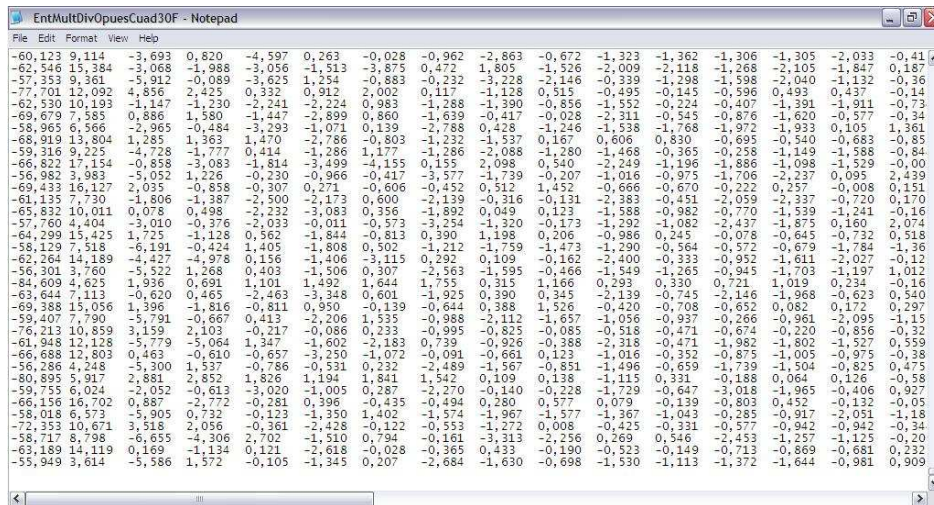 EntMultDivOpuesCuad30F - Notepad
File Edit Format View Help
-60,123 9,114 -3,693 0,820 -4,597 0,263 -0,028 -0,962 -2,863 -0,672 -1,323 -1,362 -1,306 -1,305 -2,033 -0,41
-62,546 15,384 -3,068 -1,988 -3,056 -1,513 -3,875 0,472 1,805 -1,526 -2,009 -2,118 -1,268 -2,105 -1,847 0,187
-57,353 9,361 -5,912 -0,089 -3,625 1,254 -0,883 -0,232 -3,228 -2,146 -0,339 -1,298 -1,598 -2,040 -1,132 -0,36
-77,701 12,092 4,856 2,425 0,332 0,912 2,002 0,117 -1,128 0,515 -0,495 -0,145 -0,596 0,493 0,437 -0,14
-62,530 10,193 -1,147 -1,230 -2,241 -2,224 0,983 -1,288 -1,390 -0,856 -1,552 -0,224 -0,407 -1,391 -1,911 -0,73
-69,679 7,585 0,886 1,580 -1,447 -2,899 0,860 -1,639 -0,417 -0,028 -2,311 -0,545 -0,876 -1,620 -0,577 -0,34
-58,965 6,566 -2,965 -0,484 -3,293 -1,071 0,139 -2,788 0,428 -1,246 -1,538 -1,768 -1,972 -1,933 0,105 1,361
-68,919 13,804 1,285 1,363 1,470 -2,786 -0,803 -1,232 -1,537 0,167 0,606 0,830 -0,695 -0,540 -0,683 -0,85
-59,316 9,225 -4,728 -1,777 0,414 -1,286 1,177 -1,286 -2,088 -1,280 -1,468 -0,365 -0,258 -1,149 -1,588 -0,84
-66,822 17,154 -0,858 -3,083 -1,814 -3,499 -4,155 0,155 2,098 0,540 -2,249 -1,196 -1,886 -1,098 -1,529 -0,00
-56,982 3,983 -5,052 1,226 -0,230 -0,966 -0,417 -3,577 -1,739 -0,207 -1,016 -0,975 -1,706 -2,237 0,095 2,439
-69,433 16,127 2,035 -0,858 -0,307 0,271 -0,606 -0,452 0,512 1,452 -0,666 -0,670 -0,222 0,257 -0,008 0,151
-61,135 7,730 -1,806 -1,387 -2,500 -2,173 0,600 -2,139 -0,316 -0,131 -2,383 -0,451 -2,059 -2,337 -0,720 0,170
-65,832 10,011 0,078 0,498 -2,232 -3,083 0,356 -1,892 0,049 0,123 -1,588 -0,982 -0,770 -1,539 -1,241 -0,16
-57,760 4,404 -3,010 -0,376 -2,033 -0,011 -0,573 -3,254 -1,320 -0,173 -1,292 -1,082 -2,437 -1,875 0,160 2,074
-64,299 15,425 1,725 -1,128 0,562 -1,844 -0,813 0,390 1,198 0,206 -0,986 0,245 -0,078 -0,645 -0,732 0,518
-58,129 7,518 -6,191 -0,424 1,405 -1,808 0,502 -1,212 -1,759 -1,473 -1,290 -0,564 -0,572 -0,679 -1,784 -1,36
-62,264 14,189 -4,427 -4,978 0,156 -1,406 -3,115 0,292 0,109 -0,162 -2,400 -0,333 -0,952 -1,611 -2,027 -0,12
-56,301 3,760 -5,522 1,268 0,403 -1,506 0,307 -2,563 -1,595 -0,466 -1,549 -1,265 -0,945 -1,703 -1,197 1,012
-84,609 4,625 1,936 0,691 1,101 1,492 1,644 1,755 0,315 1,166 0,293 0,330 0,721 1,019 0,234 -0,16
-63,644 7,113 -0,620 0,465 -2,463 -3,348 0,601 -1,925 0,390 0,345 -2,139 -0,745 -2,146 -1,968 -0,623 0,540
-69,388 15,056 1,396 -1,816 -0,811 0,950 -0,139 -0,644 0,388 1,526 -0,420 -0,708 -0,652 0,082 0,172 0,297
-59,407 7,790 -5,791 -0,667 0,413 -2,206 1,535 -0,988 -2,112 -1,657 -1,056 -0,937 -0,266 -0,961 -2,095 -1,15
-76,213 10,859 3,159 2,103 -0,217 -0,086 0,233 -0,995 -0,825 -0,085 -0,518 -0,471 -0,674 -0,220 -0,856 -0,32
-61,948 12,128 -5,779 -5,064 1,347 -1,602 -2,183 0,739 -0,926 -0,388 -2,318 -0,471 -1,982 -1,802 -1,527 0,559
-66,688 12,803 0,463 -0,610 -0,657 -3,250 -1,072 -0,091 -0,661 0,123 -1,016 -0,352 -0,875 -1,005 -0,975 -0,38
-56,286 4,248 -5,300 1,537 -0,786 -0,531 0,232 -2,489 -1,567 -0,851 -1,496 -0,659 -1,739 -1,504 -0,825 0,475
-80,895 5,917 2,881 2,852 1,826 1,194 1,841 1,542 0,109 0,138 -1,115 0,331 -0,188 0,064 0,126 -0,58
-59,755 6,024 -2,052 -0,613 -3,020 -1,005 0,287 -2,270 -0,140 -0,228 -1,729 -0,647 -3,018 -1,965 -0,406 0,927
-66,156 16,702 0,887 -2,772 -0,281 0,396 -0,435 -0,494 0,280 0,577 0,079 -0,139 -0,803 0,452 -0,132 -0,05
-58,018 6,573 -5,905 0,732 -0,123 -1,350 1,402 -1,574 -1,967 -1,577 -1,367 -1,043 -0,285 -0,917 -2,051 -1,18
-72,353 10,671 3,518 2,056 -0,361 -2,428 -0,122 -0,553 -1,272 0,008 -0,425 -0,331 -0,577 -0,942 -0,942 -0,34
-58,717 8,798 -6,655 -4,306 2,702 -1,510 0,794 -0,161 -3,313 -2,256 0,269 0,546 -2,453 -1,257 -1,125 -0,20
-63,189 14,119 0,169 -1,134 0,121 -2,618 -0,028 -0,365 0,433 -0,190 -0,523 -0,149 -0,713 -0,869 -0,681 0,232
-55,949 3,614 -5,586 1,572 -0,105 -1,345 0,207 -2,684 -1,630 -0,698 -1,530 -1,113 -1,372 -1,644 -0,981 0,909